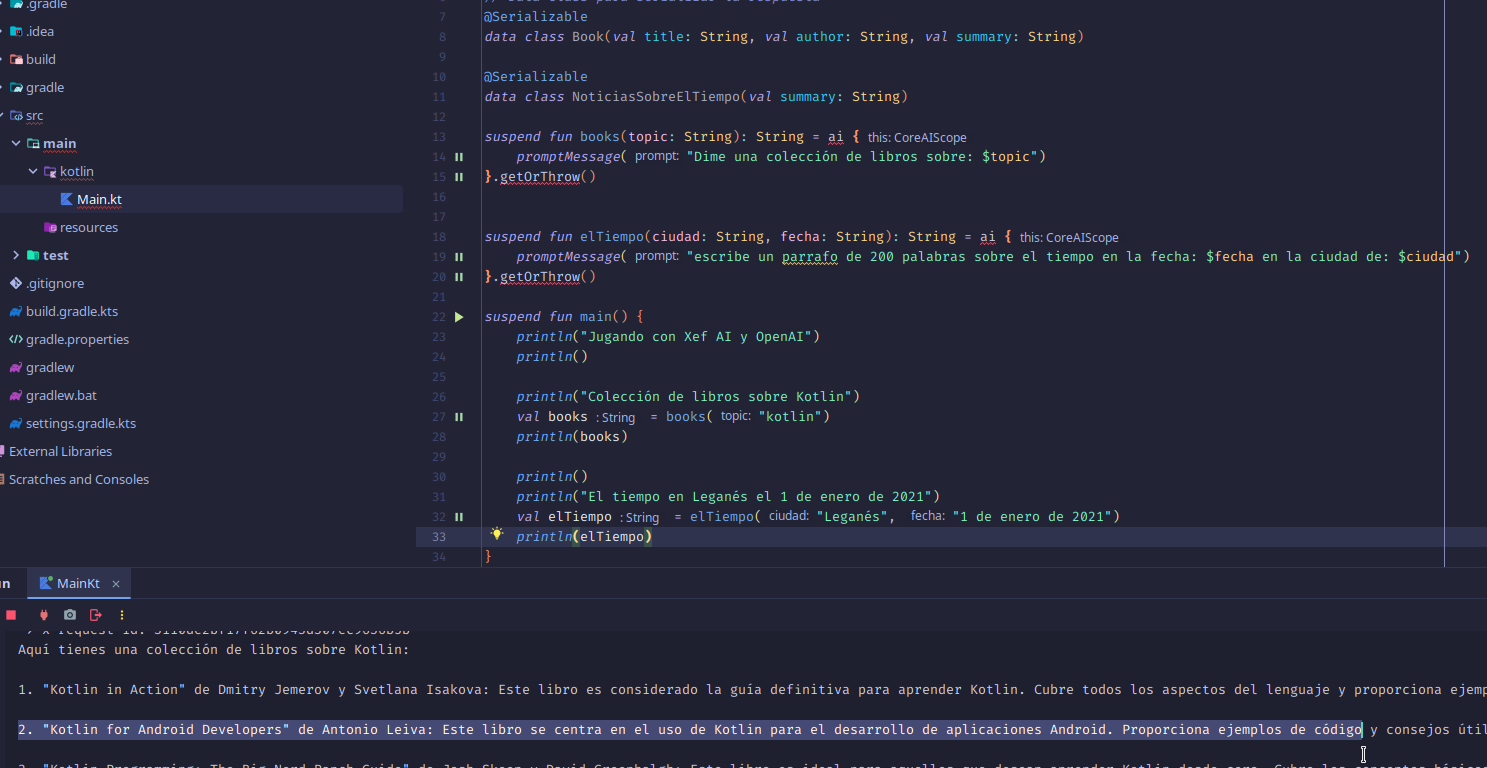 .gradle
.idea
build
gradle
src
main
kotlin
Main.kt
resources
test
.gitignore
build.gradle.kts
gradle.properties
gradlew
gradlew.bat
settings.gradle.kts
External Libraries
Scratches and Consoles
7 @Serializable
8 data class Book(val title: String, val author: String, val summary: String)
9
10 @Serializable
11 data class NoticiasSobreElTiempo(val summary: String)
12
13 suspend fun books(topic: String): String = ai { this: CoreAIScope
14 promptMessage( prompt: "Dime una colección de libros sobre: $topic")
15 }.getOrThrow()
16
17
18 suspend fun elTiempo(ciudad: String, fecha: String): String = ai { this: CoreAIScope
19 promptMessage( prompt: "escribe un parrafo de 200 palabras sobre el tiempo en la fecha: $fecha en la ciudad de: $ciudad")
20 }.getOrThrow()
21
22 suspend fun main() {
23 println("Jugando con Xef AI y OpenAI")
24 println()
25
26 println("Colección de libros sobre Kotlin")
27 val books : String = books( topic: "kotlin")
28 println(books)
29
30 println()
31 println("El tiempo en Leganés el 1 de enero de 2021")
32 val elTiempo : String = elTiempo( ciudad: "Leganés", fecha: "1 de enero de 2021")
33 println(elTiempo)
34 }
MainKt
Aquí tienes una colección de libros sobre Kotlin:
1. "Kotlin in Action" de Dmitry Jemerov y Svetlana Isakova: Este libro es considerado la guía definitiva para aprender Kotlin. Cubre todos los aspectos del lenguaje y proporciona ejemp
2. "Kotlin for Android Developers" de Antonio Leiva: Este libro se centra en el uso de Kotlin para el desarrollo de aplicaciones Android. Proporciona ejemplos de código y consejos útil